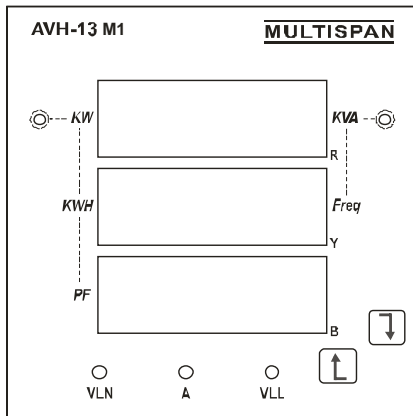 AVH-13 M1 MULTISPAN
KW KVA
R
KWH Freq
Y
PF
B
VLN A VLL